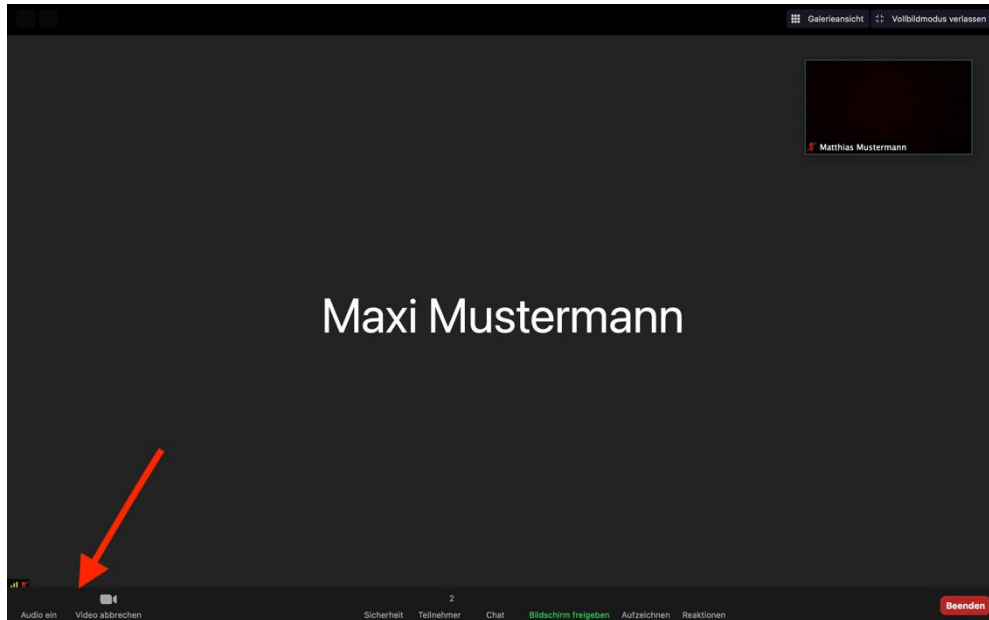 Galerieansicht Vollbildmodus verlassen
Matthias Mustermann
Maxi Mustermann
2
Audio ein Video abbrechen Sicherheit Teilnehmer Chat Bildschirm freigeben Aufzeichnen Reaktionen Beenden